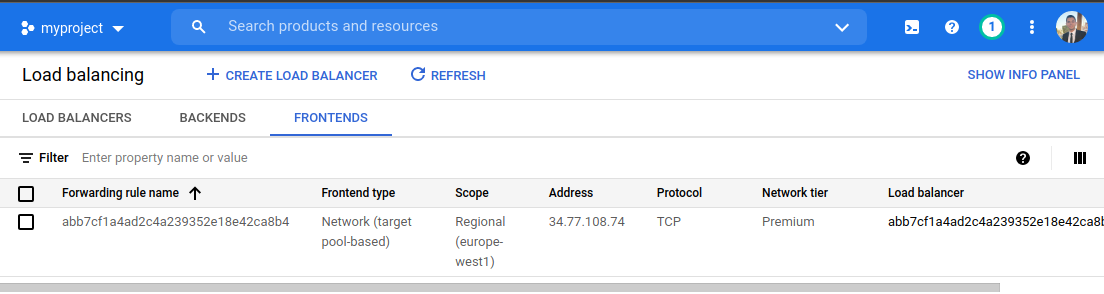 myproject Search products and resources 1
Load balancing CREATE LOAD BALANCER REFRESH SHOW INFO PANEL
LOAD BALANCERS BACKENDS FRONTENDS
Filter Enter property name or value
Forwarding rule name Frontend type Scope Address Protocol Network tier Load balancer
abb7cf1a4ad2c4a239352e18e42ca8b4 Network (target Regional 34.77.108.74 TCP Premium abb7cf1a4ad2c4a239352e18e42ca8b
pool-based) (europe-
west1)